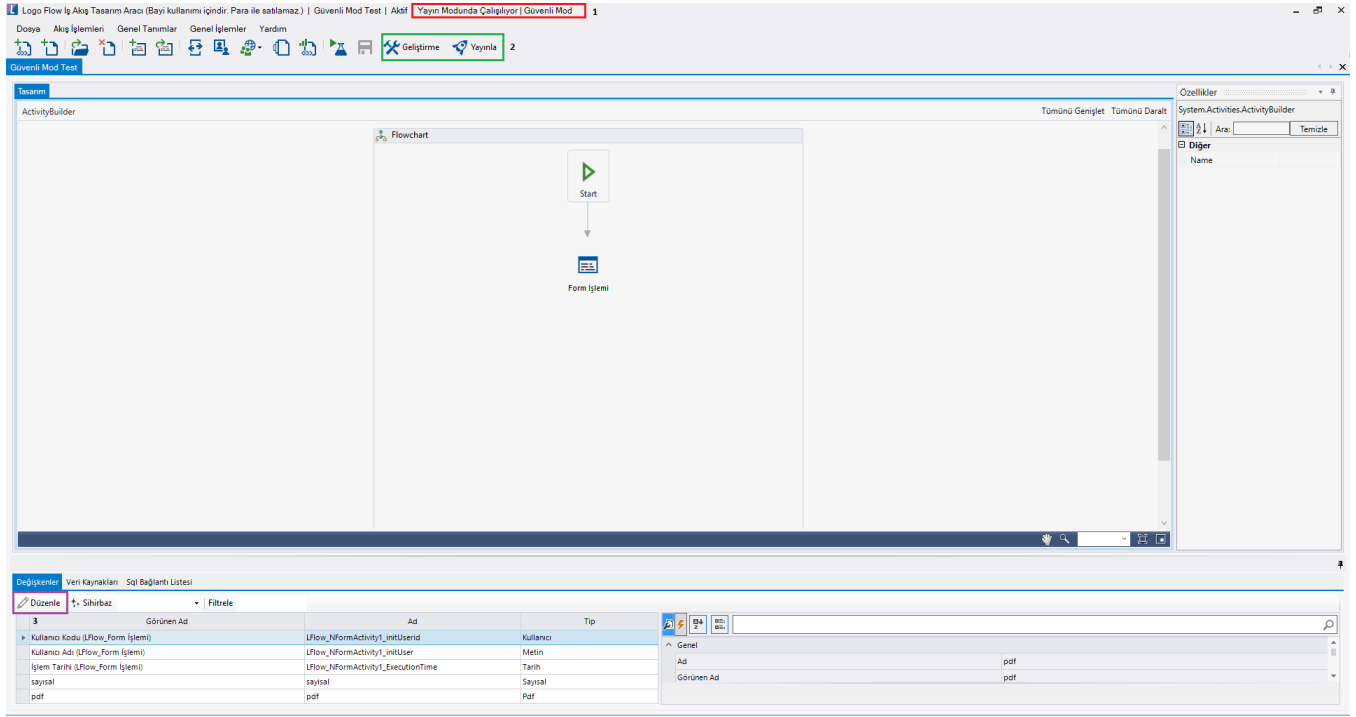 Logo Flow İş Akış Tasarım Aracı (Bayi kullanımı içindir. Para ile satılamaz.) | Güvenli Mod Test | Aktif | Yayın Modunda Çalışılıyor | Güvenli Mod 1
Dosya Akış İşlemleri Genel Tanımlar Genel İşlemler Yardım
Geliştirme Yayınla 2
Güvenli Mod Test
Tasarım
Özellikler
ActivityBuilder Tümünü Genişlet Tümünü Daralt
System.Activities.ActivityBuilder
Ara: Temizle
Diğer
Name
Flowchart
Start
Form İşlemi
Değişkenler Veri Kaynakları Sql Bağlantı Listesi
Düzenle Sihirbaz Filtrele
3 Görünen Ad Ad Tip
Kullanıcı Kodu (LFlow_Form İşlemi) LFlow_NFormActivity1_initUserid Kullanıcı
Kullanıcı Adı (LFlow_Form İşlemi) LFlow_NFormActivity1_initUser Metin
İşlem Tarihi (LFlow_Form İşlemi) LFlow_NFormActivity1_ExecutionTime Tarih
sayısal sayisal Sayısal
pdf pdf Pdf
Genel
Ad pdf
Görünen Ad pdf